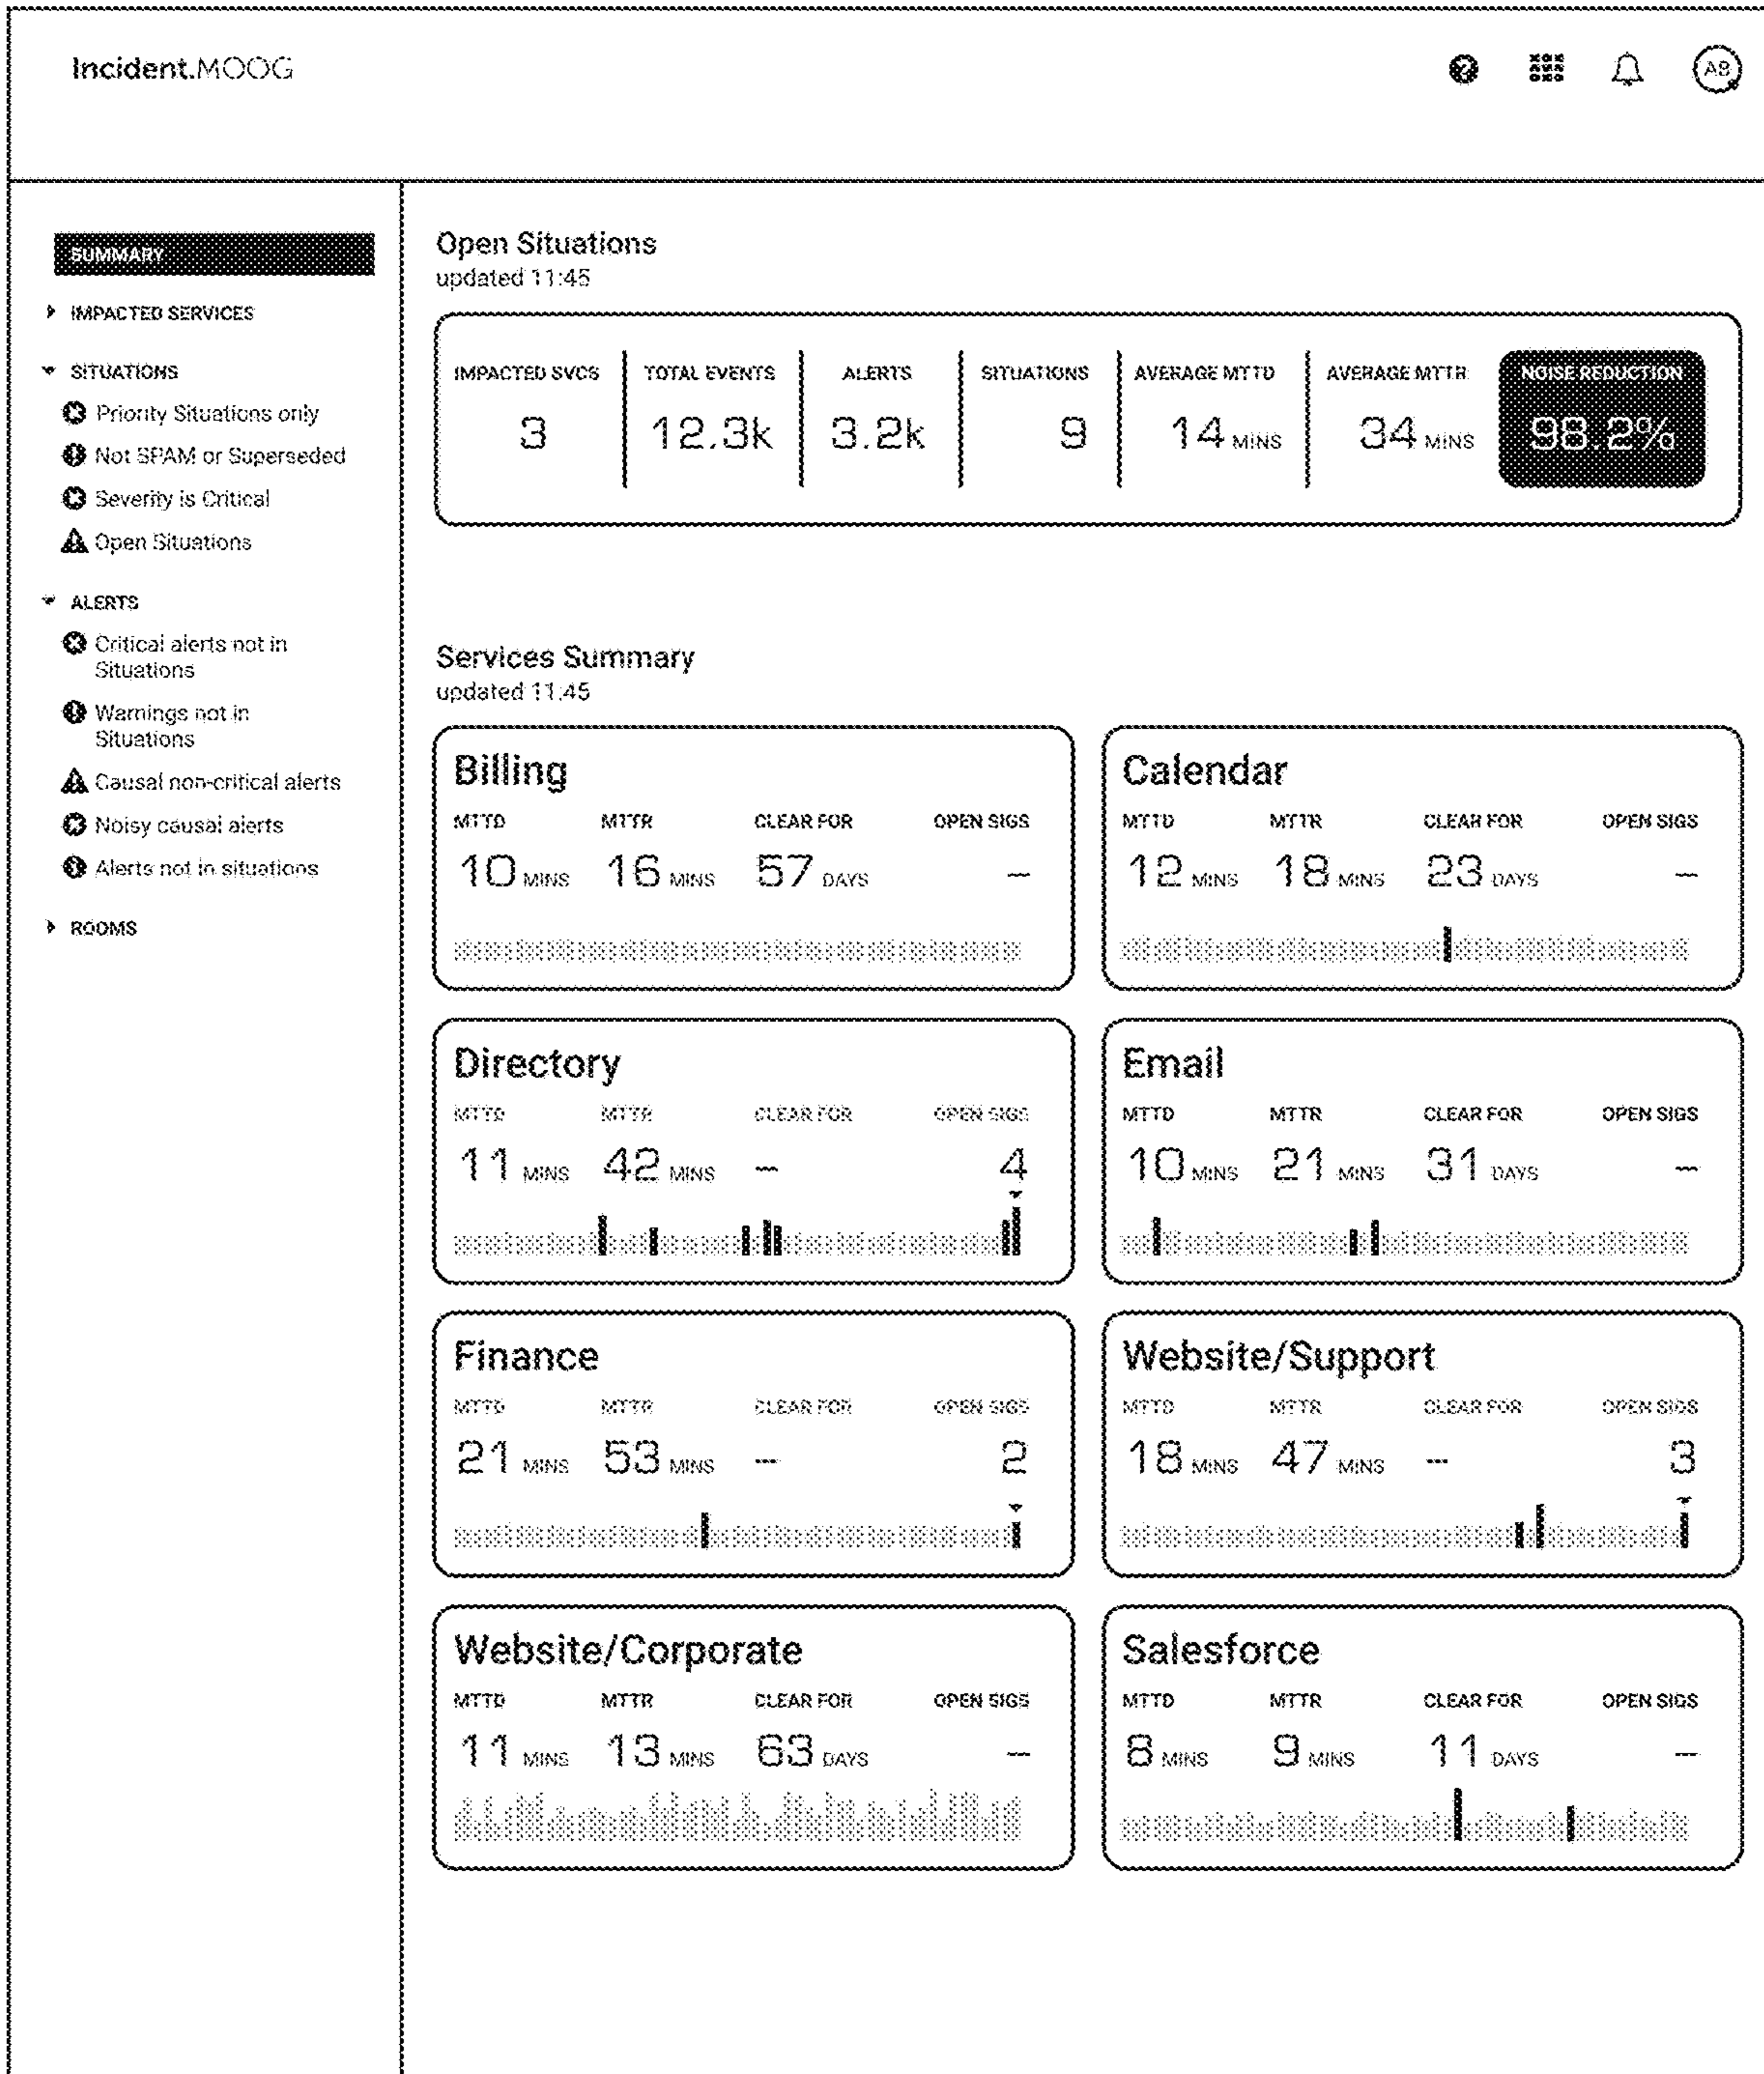 Incident.MOOG
AB
SUMMARY
IMPACTED SERVICES
SITUATIONS
Priority Situations only
Not SPAM or Superseded
Severity is Critical
Open Situations
ALERTS
Critical alerts not in
Situations
Warnings not in
Situations
Causal non-critical alerts
Noisy causal alerts
Alerts not in situations
ROOMS
Open Situations
updated 11:45
IMPACTED SVCS TOTAL EVENTS ALERTS SITUATIONS AVERAGE MTTD AVERAGE MTTR NOISE REDUCTION
3 12.3k 3.2k 9 14 MINS 34 MINS 98.2%
Services Summary
updated 11:45
Billing
MTTD MTTR CLEAR FOR OPEN SIGS
10 MINS 16 MINS 57 DAYS –
Calendar
MTTD MTTR CLEAR FOR OPEN SIGS
12 MINS 18 MINS 23 DAYS –
Directory
MTTD MTTR CLEAR FOR OPEN SIGS
11 MINS 42 MINS – 4
Email
MTTD MTTR CLEAR FOR OPEN SIGS
10 MINS 21 MINS 31 DAYS –
Finance
MTTD MTTR CLEAR FOR OPEN SIGS
21 MINS 53 MINS – 2
Website/Support
MTTD MTTR CLEAR FOR OPEN SIGS
18 MINS 47 MINS – 3
Website/Corporate
MTTD MTTR CLEAR FOR OPEN SIGS
11 MINS 13 MINS 63 DAYS –
Salesforce
MTTD MTTR CLEAR FOR OPEN SIGS
8 MINS 9 MINS 11 DAYS –